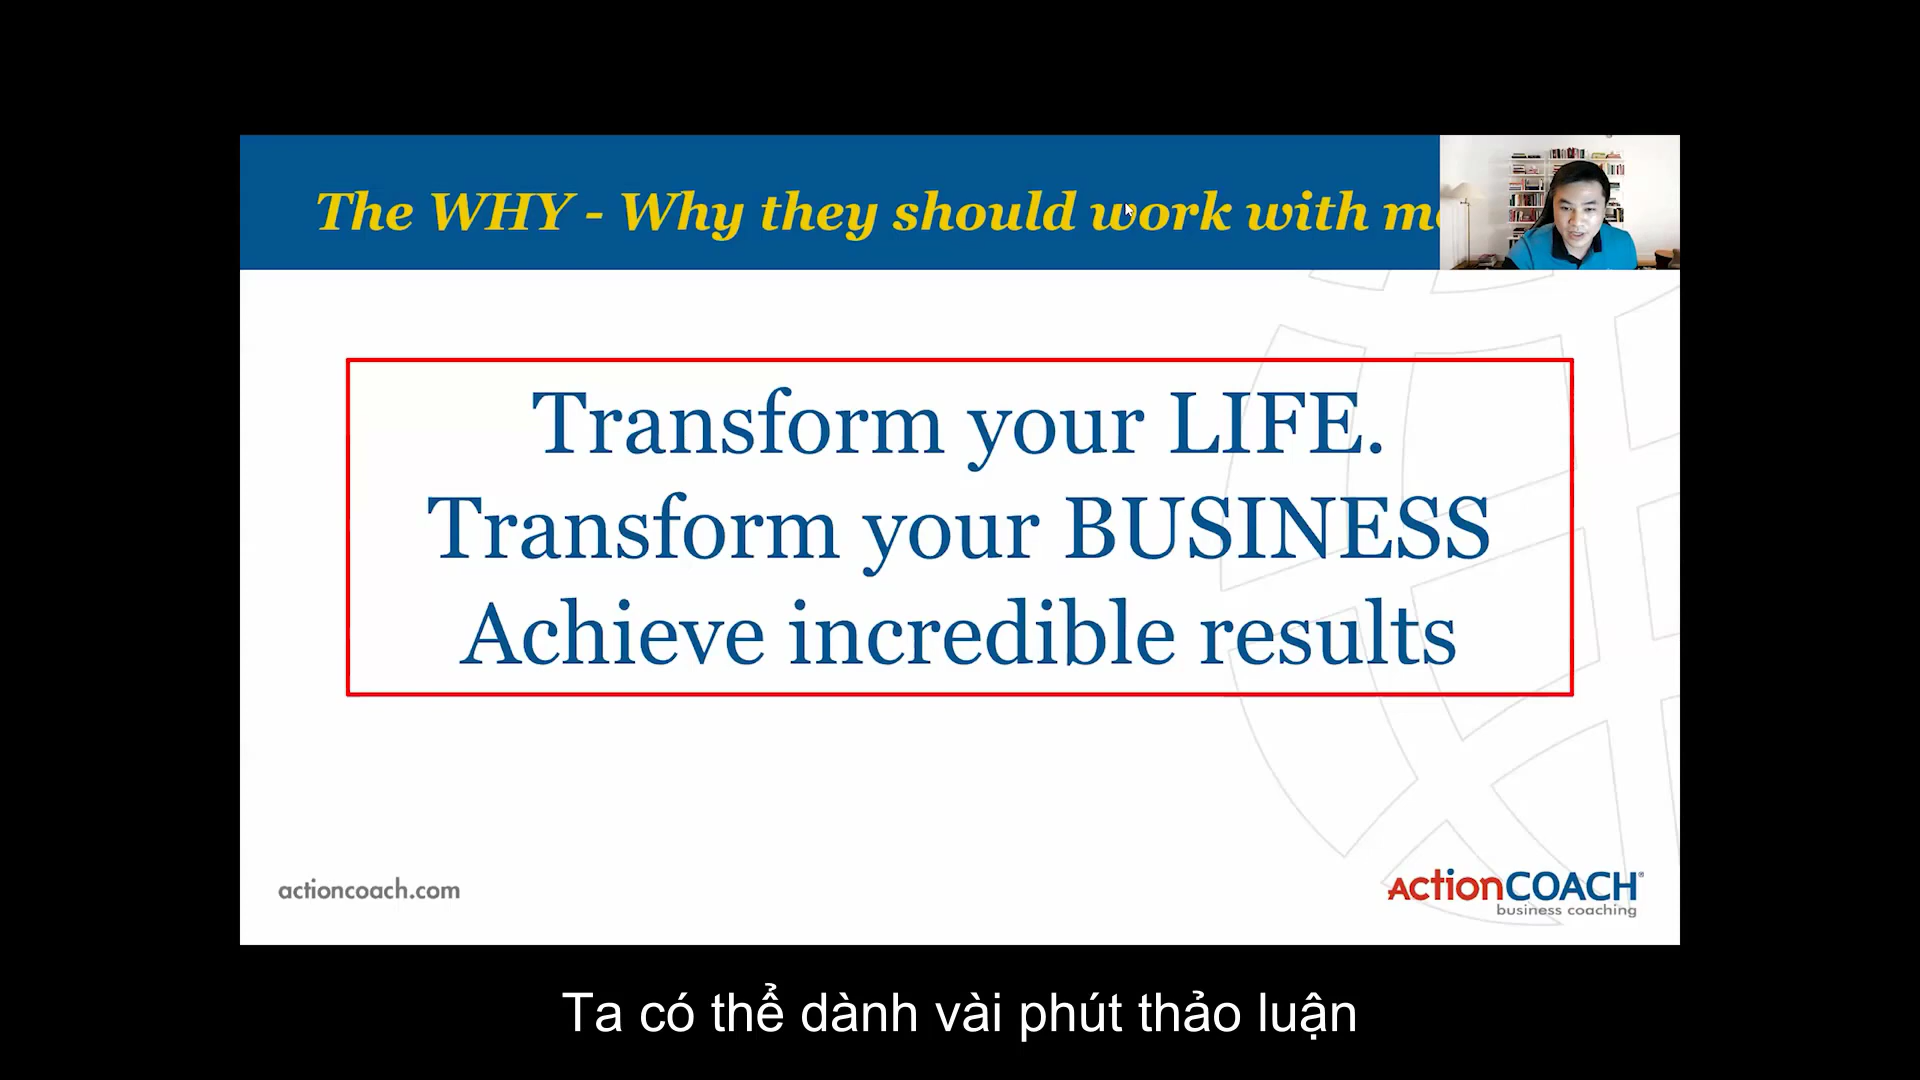 The WHY - Why they should work with m
Transform your LIFE.
Transform your BUSINESS
Achieve incredible results
actioncoach.com
ActionCOACH®
business coaching
Ta có thể dành vài phút thảo luận